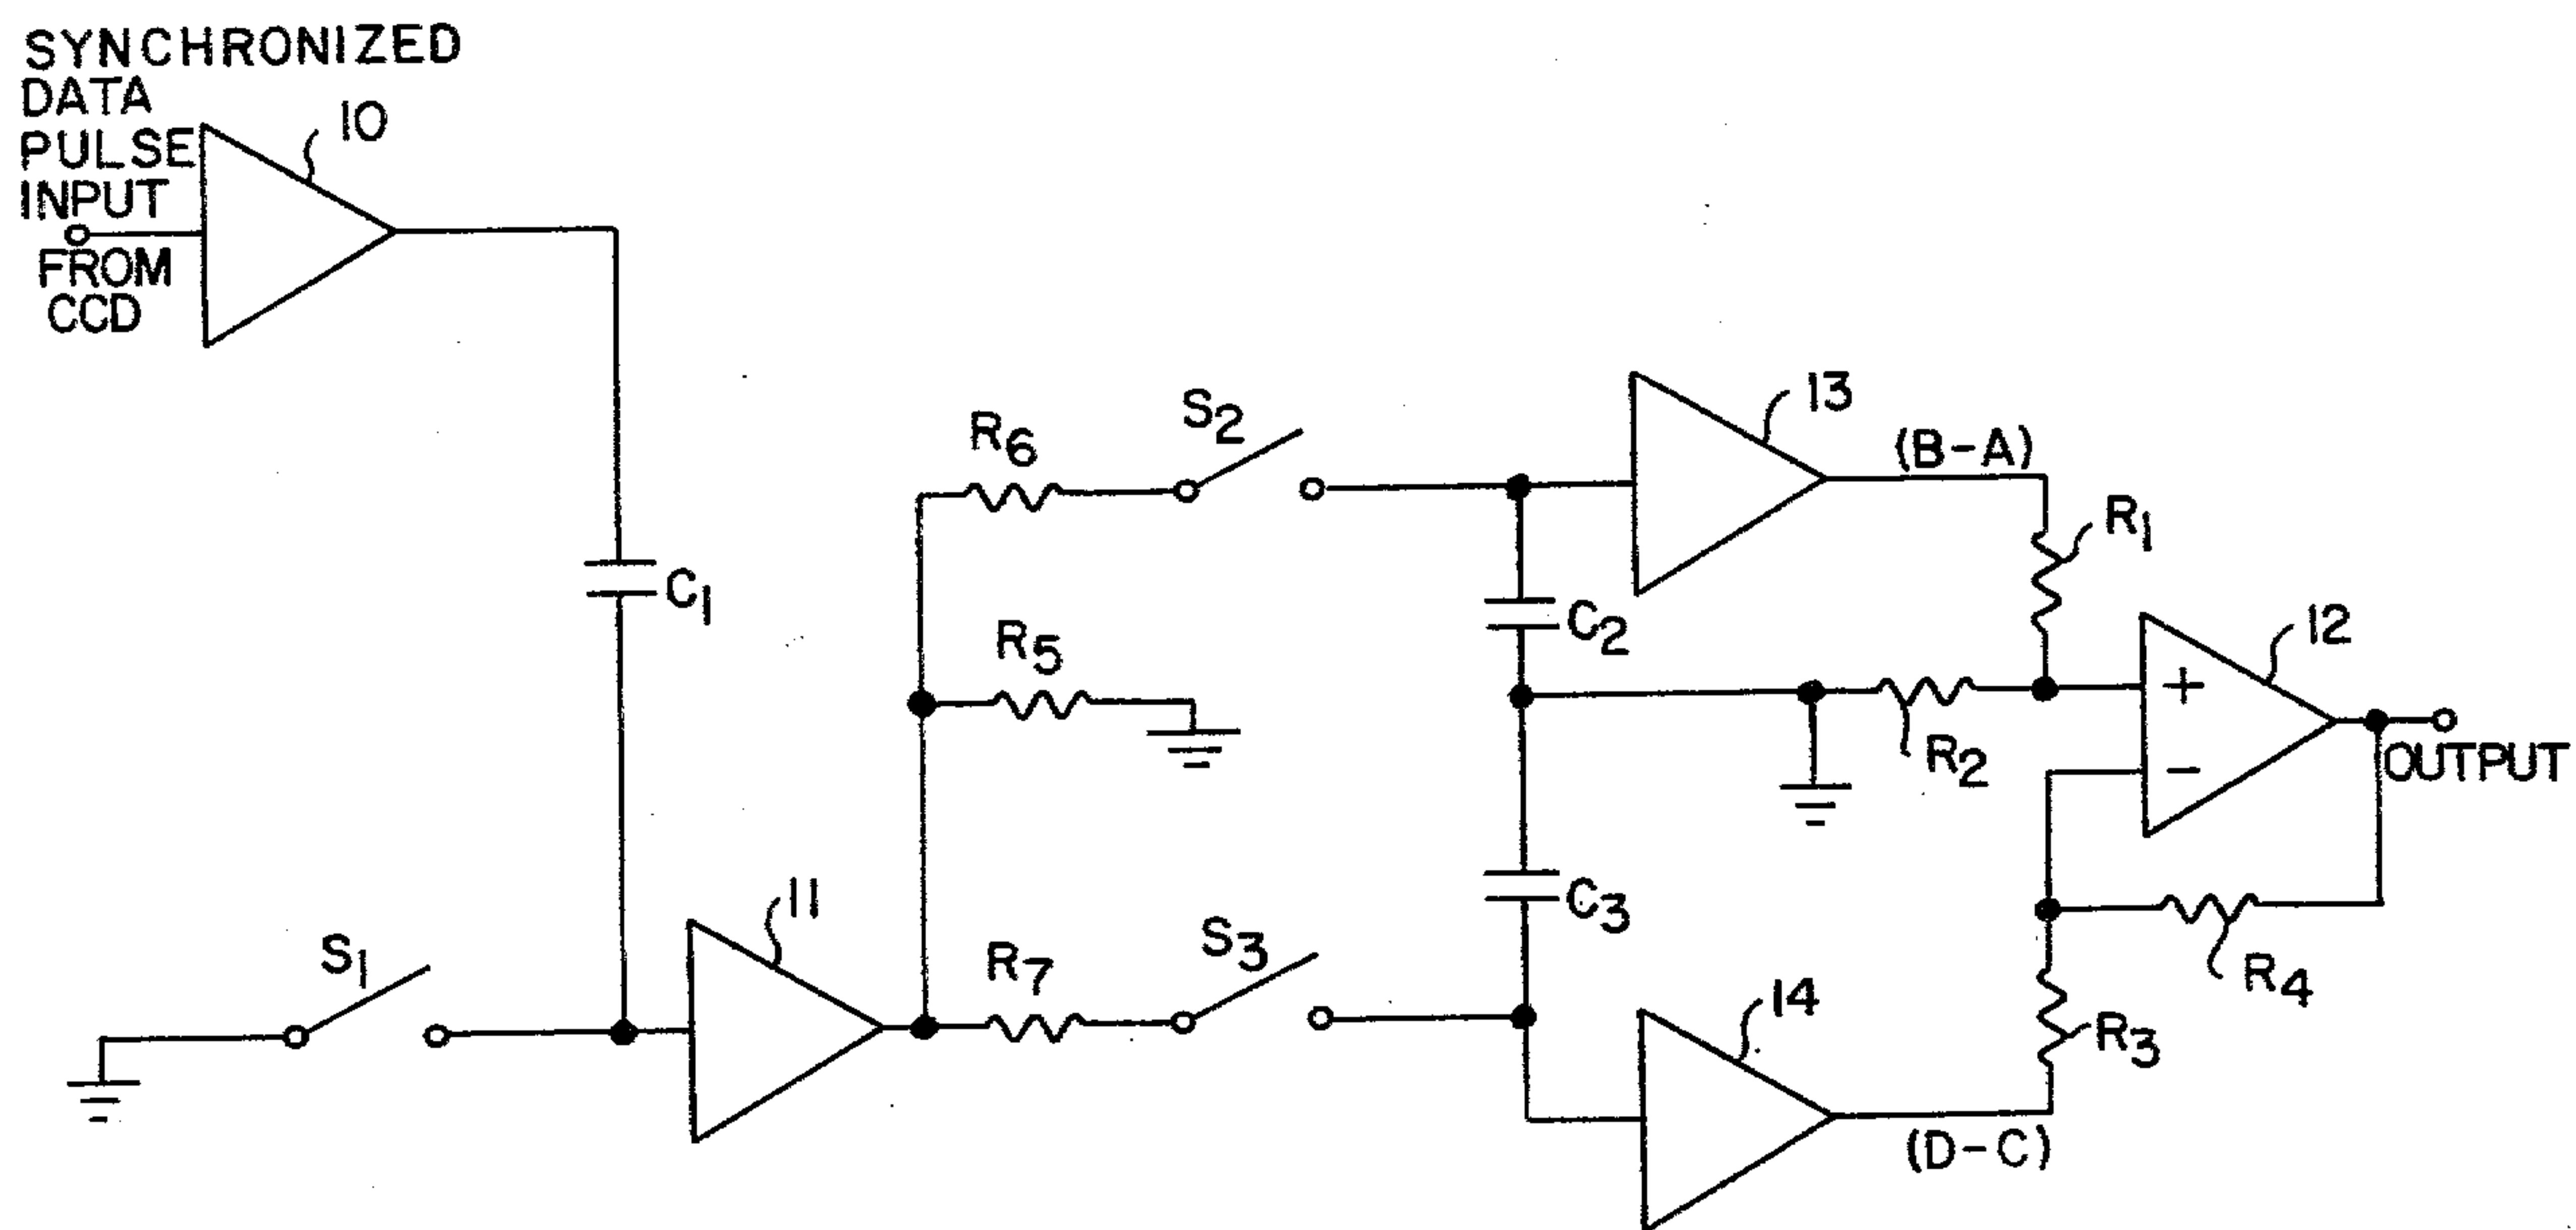 SYNCHRONIZED
DATA
PULSE
INPUT
FROM
CCD
10
C1
S1
11
R6
S2
R5
R7
S3
C2
C3
13
(B-A)
R1
12
+
-
R2
OUTPUT
R4
R3
14
(D-C)